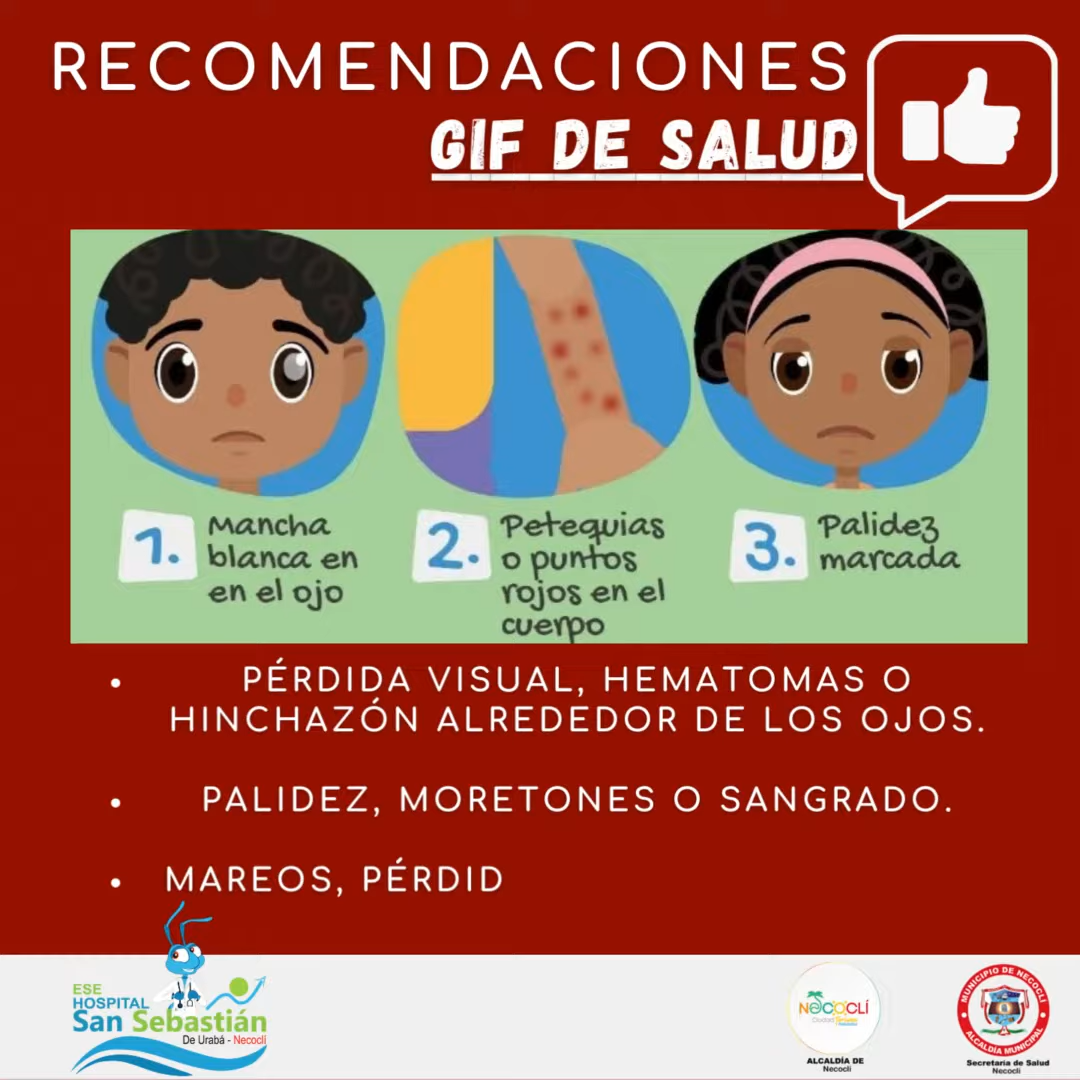 RECOMENDACIONES
GIF DE SALUD
1. Mancha
blanca en
en el ojo
2. Petequias
o puntos
rojos en el
cuerpo
3. Palidez
marcada
• PÉRDIDA VISUAL, HEMATOMAS O
HINCHAZÓN ALREDEDOR DE LOS OJOS.
• PALIDEZ, MORETONES O SANGRADO.
• MAREOS, PÉRDID
ESE
HOSPITAL
San Sebastián
De Urabá - Necoclí
NECOCLÍ
ALCALDÍA DE
Necoclí
MUNICIPIO DE NECOCLÍ
ALCALDÍA MUNICIPAL
Secretaría de Salud
Necoclí